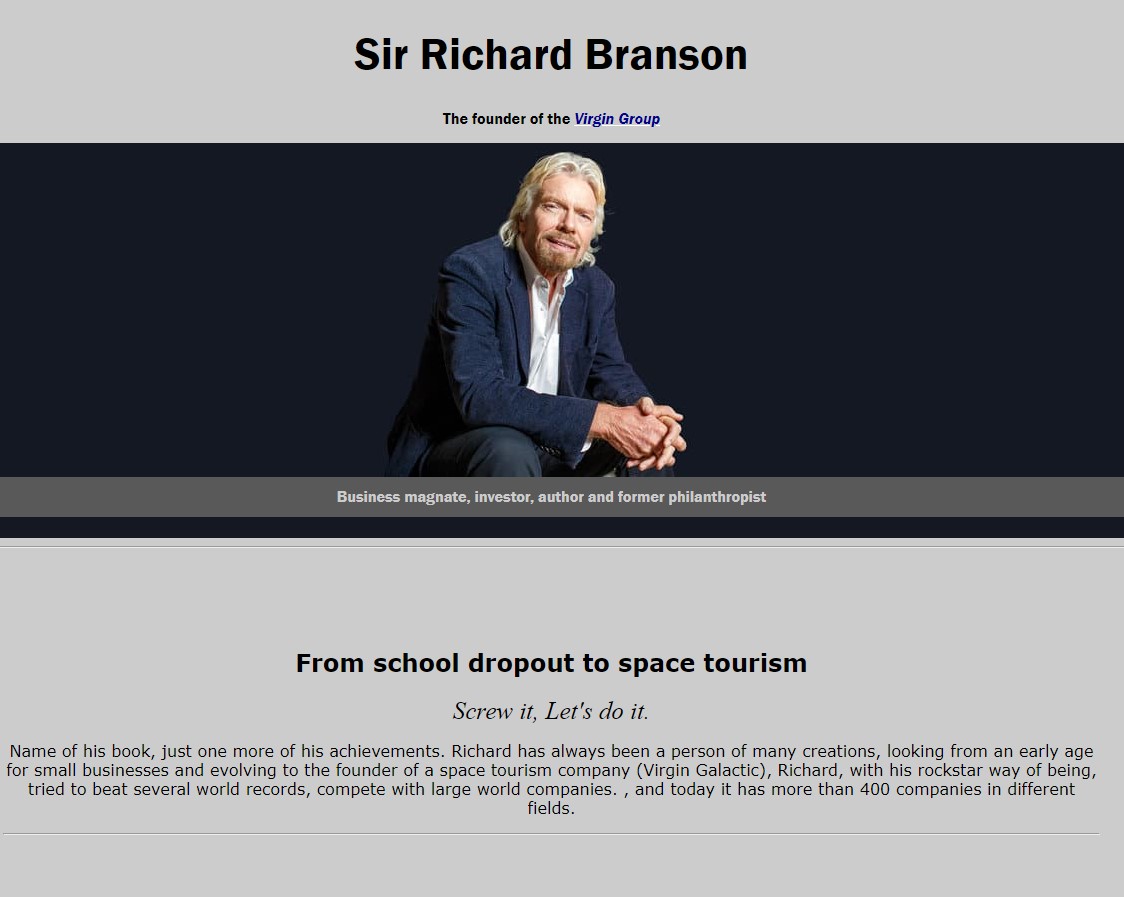 Sir Richard Branson
The founder of the Virgin Group
Business magnate, investor, author and former philanthropist
From school dropout to space tourism
Screw it, Let's do it.
Name of his book, just one more of his achievements. Richard has always been a person of many creations, looking from an early age
for small businesses and evolving to the founder of a space tourism company (Virgin Galactic), Richard, with his rockstar way of being,
tried to beat several world records, compete with large world companies. , and today it has more than 400 companies in different
fields.